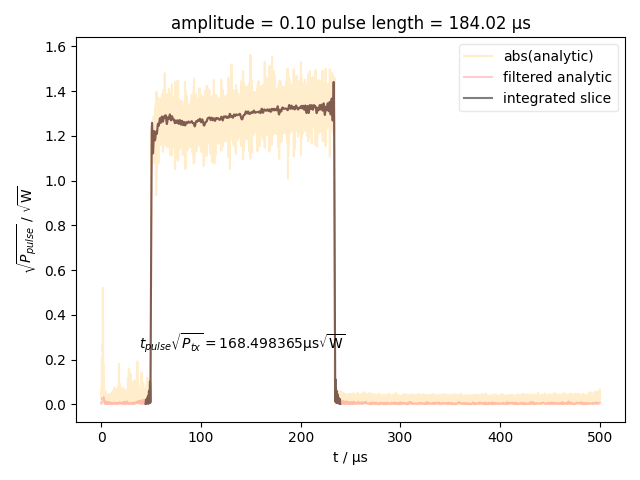 amplitude = 0.10 pulse length = 184.02 µs
1.6
1.4
1.2
1.0
0.8
0.6
0.4
0.2
0.0
√P_pulse / √W
abs(analytic)
filtered analytic
integrated slice
t_pulse√P_tx = 168.498365µs√W
0 100 200 300 400 500
t / µs